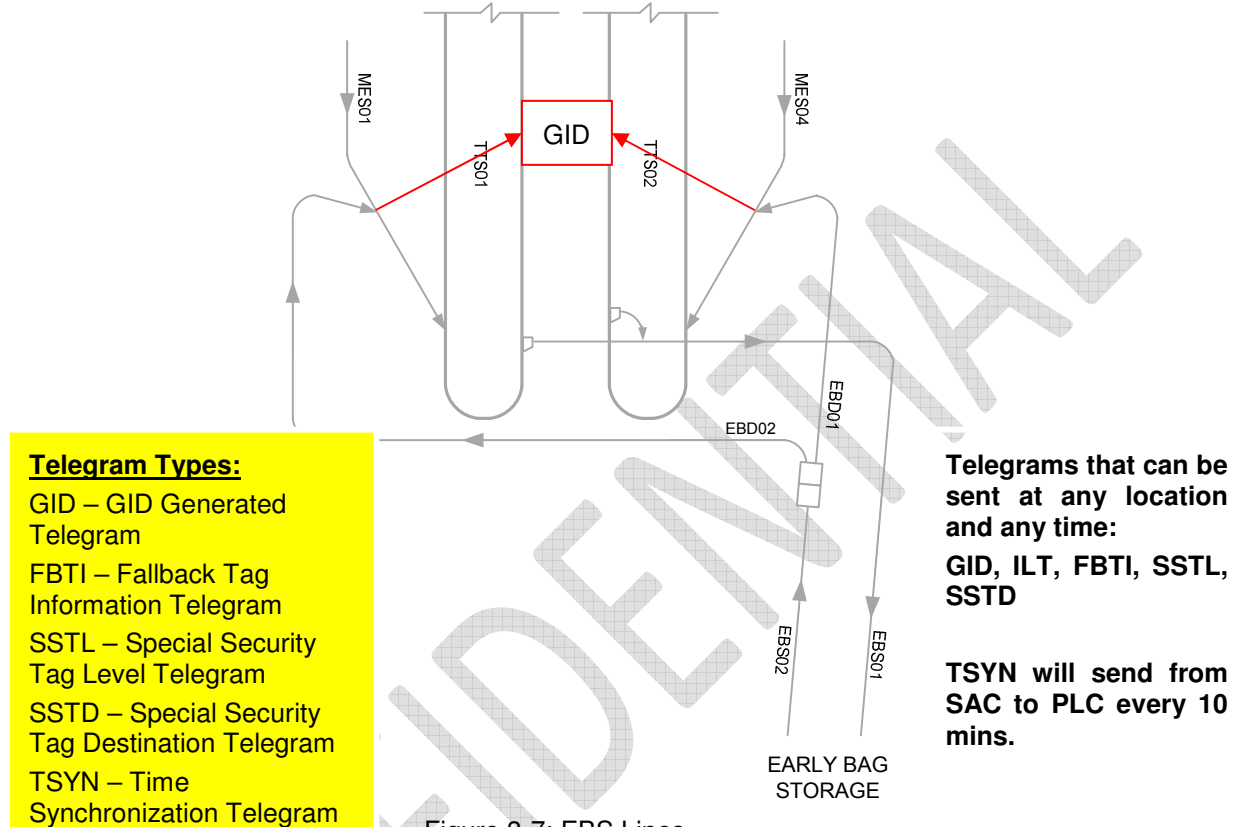 MES01
TTS01
GID
TTS02
MES04
EBD01
EBD02
EBS02
EBS01
EARLY BAG
STORAGE
Telegram Types:
GID – GID Generated
Telegram
FBTI – Fallback Tag
Information Telegram
SSTL – Special Security
Tag Level Telegram
SSTD – Special Security
Tag Destination Telegram
TSYN – Time
Synchronization Telegram
Telegrams that can be
sent at any location
and any time:
GID, ILT, FBTI, SSTL,
SSTD
TSYN will send from
SAC to PLC every 10
mins.